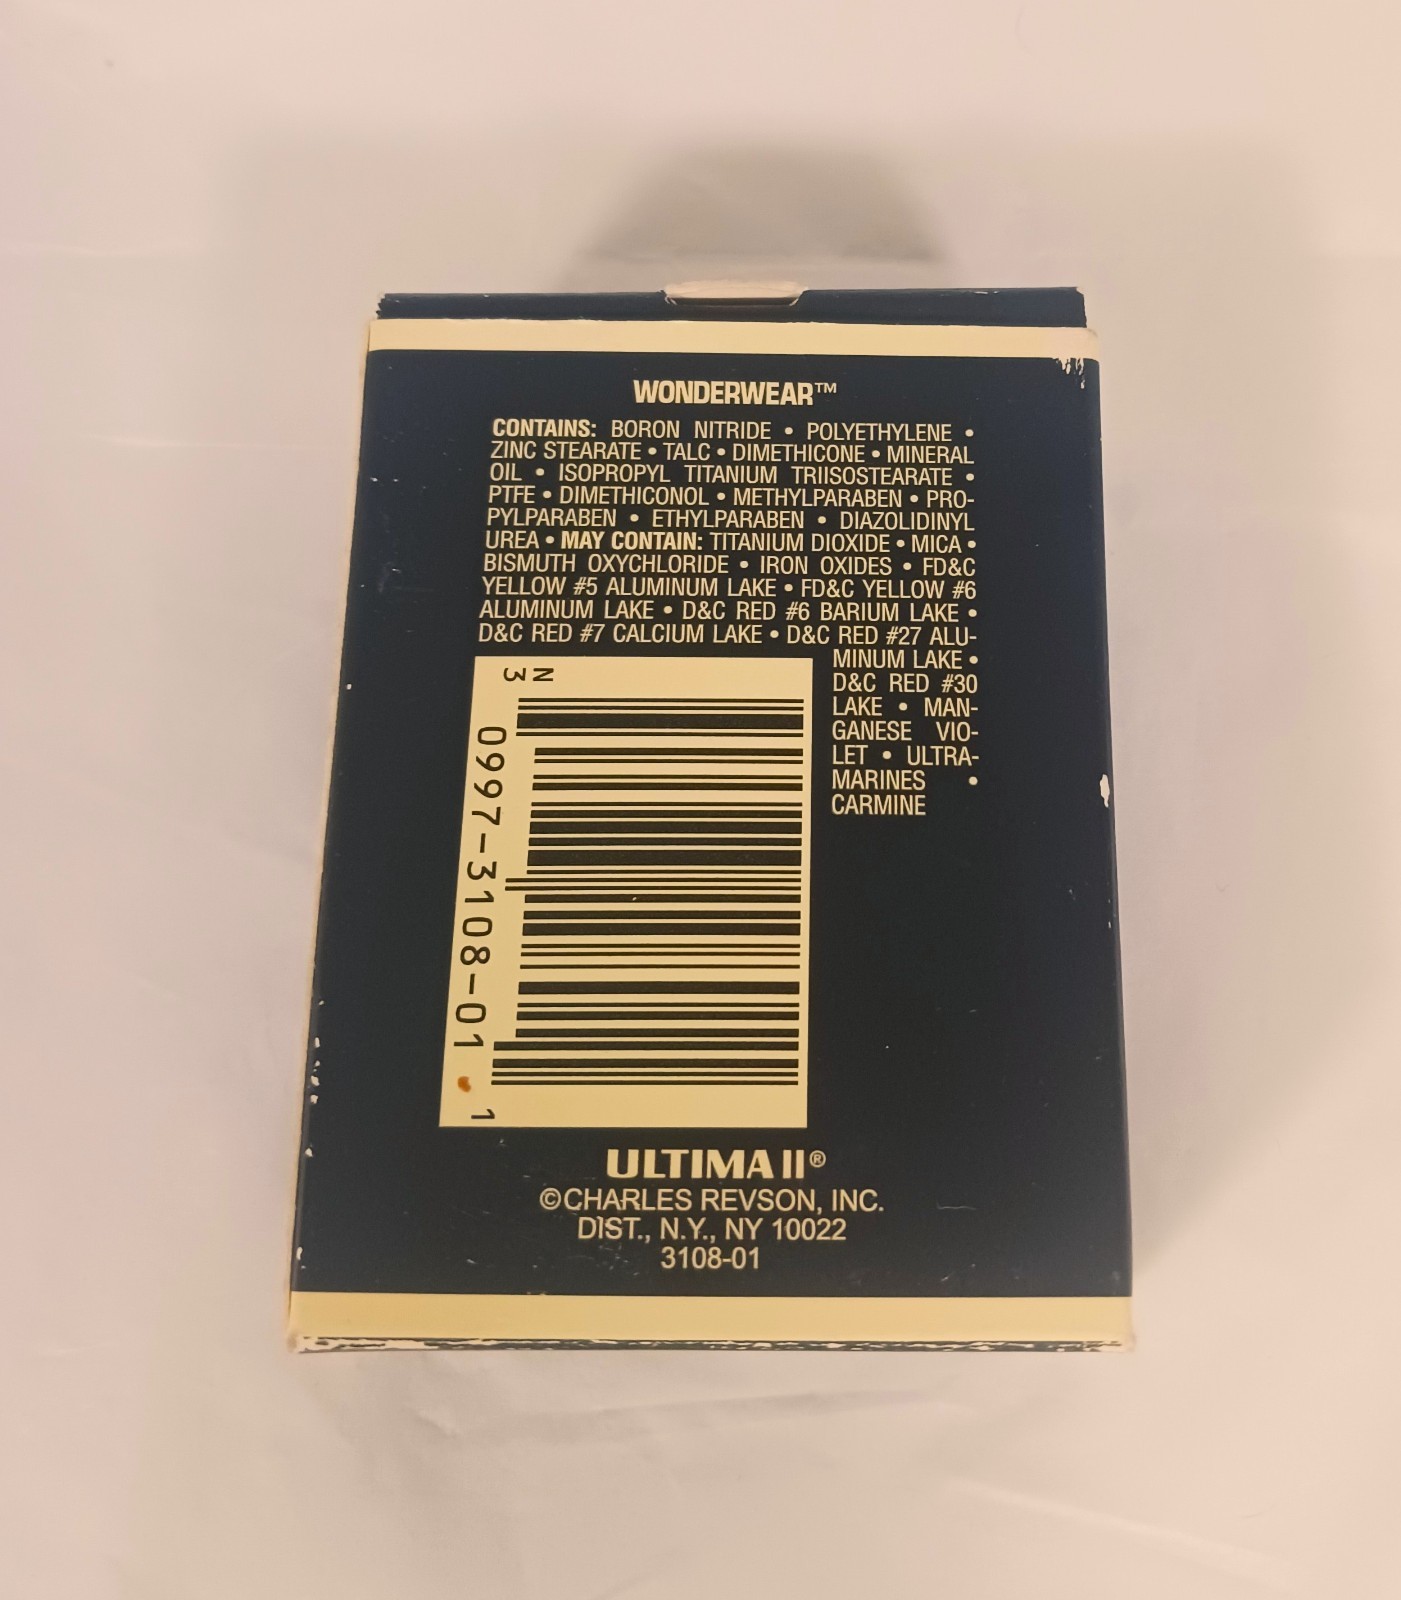 WONDERWEAR™
CONTAINS: BORON NITRIDE • POLYETHYLENE •
ZINC STEARATE • TALC • DIMETHICONE • MINERAL
OIL • ISOPROPYL TITANIUM TRIISOSTEARATE •
PTFE • DIMETHICONOL • METHYLPARABEN • PRO-
PYLPARABEN • ETHYLPARABEN • DIAZOLIDINYL
UREA • MAY CONTAIN: TITANIUM DIOXIDE • MICA •
BISMUTH OXYCHLORIDE • IRON OXIDES • FD&C
YELLOW #5 ALUMINUM LAKE • FD&C YELLOW #6
ALUMINUM LAKE • D&C RED #6 BARIUM LAKE •
D&C RED #7 CALCIUM LAKE • D&C RED #27 ALU-
MINUM LAKE •
D&C RED #30
LAKE • MAN-
GANESE VIO-
LET • ULTRA-
MARINES •
CARMINE
N
3
0997-3108-01
1
ULTIMA II®
©CHARLES REVSON, INC.
DIST., N.Y., NY 10022
3108-01